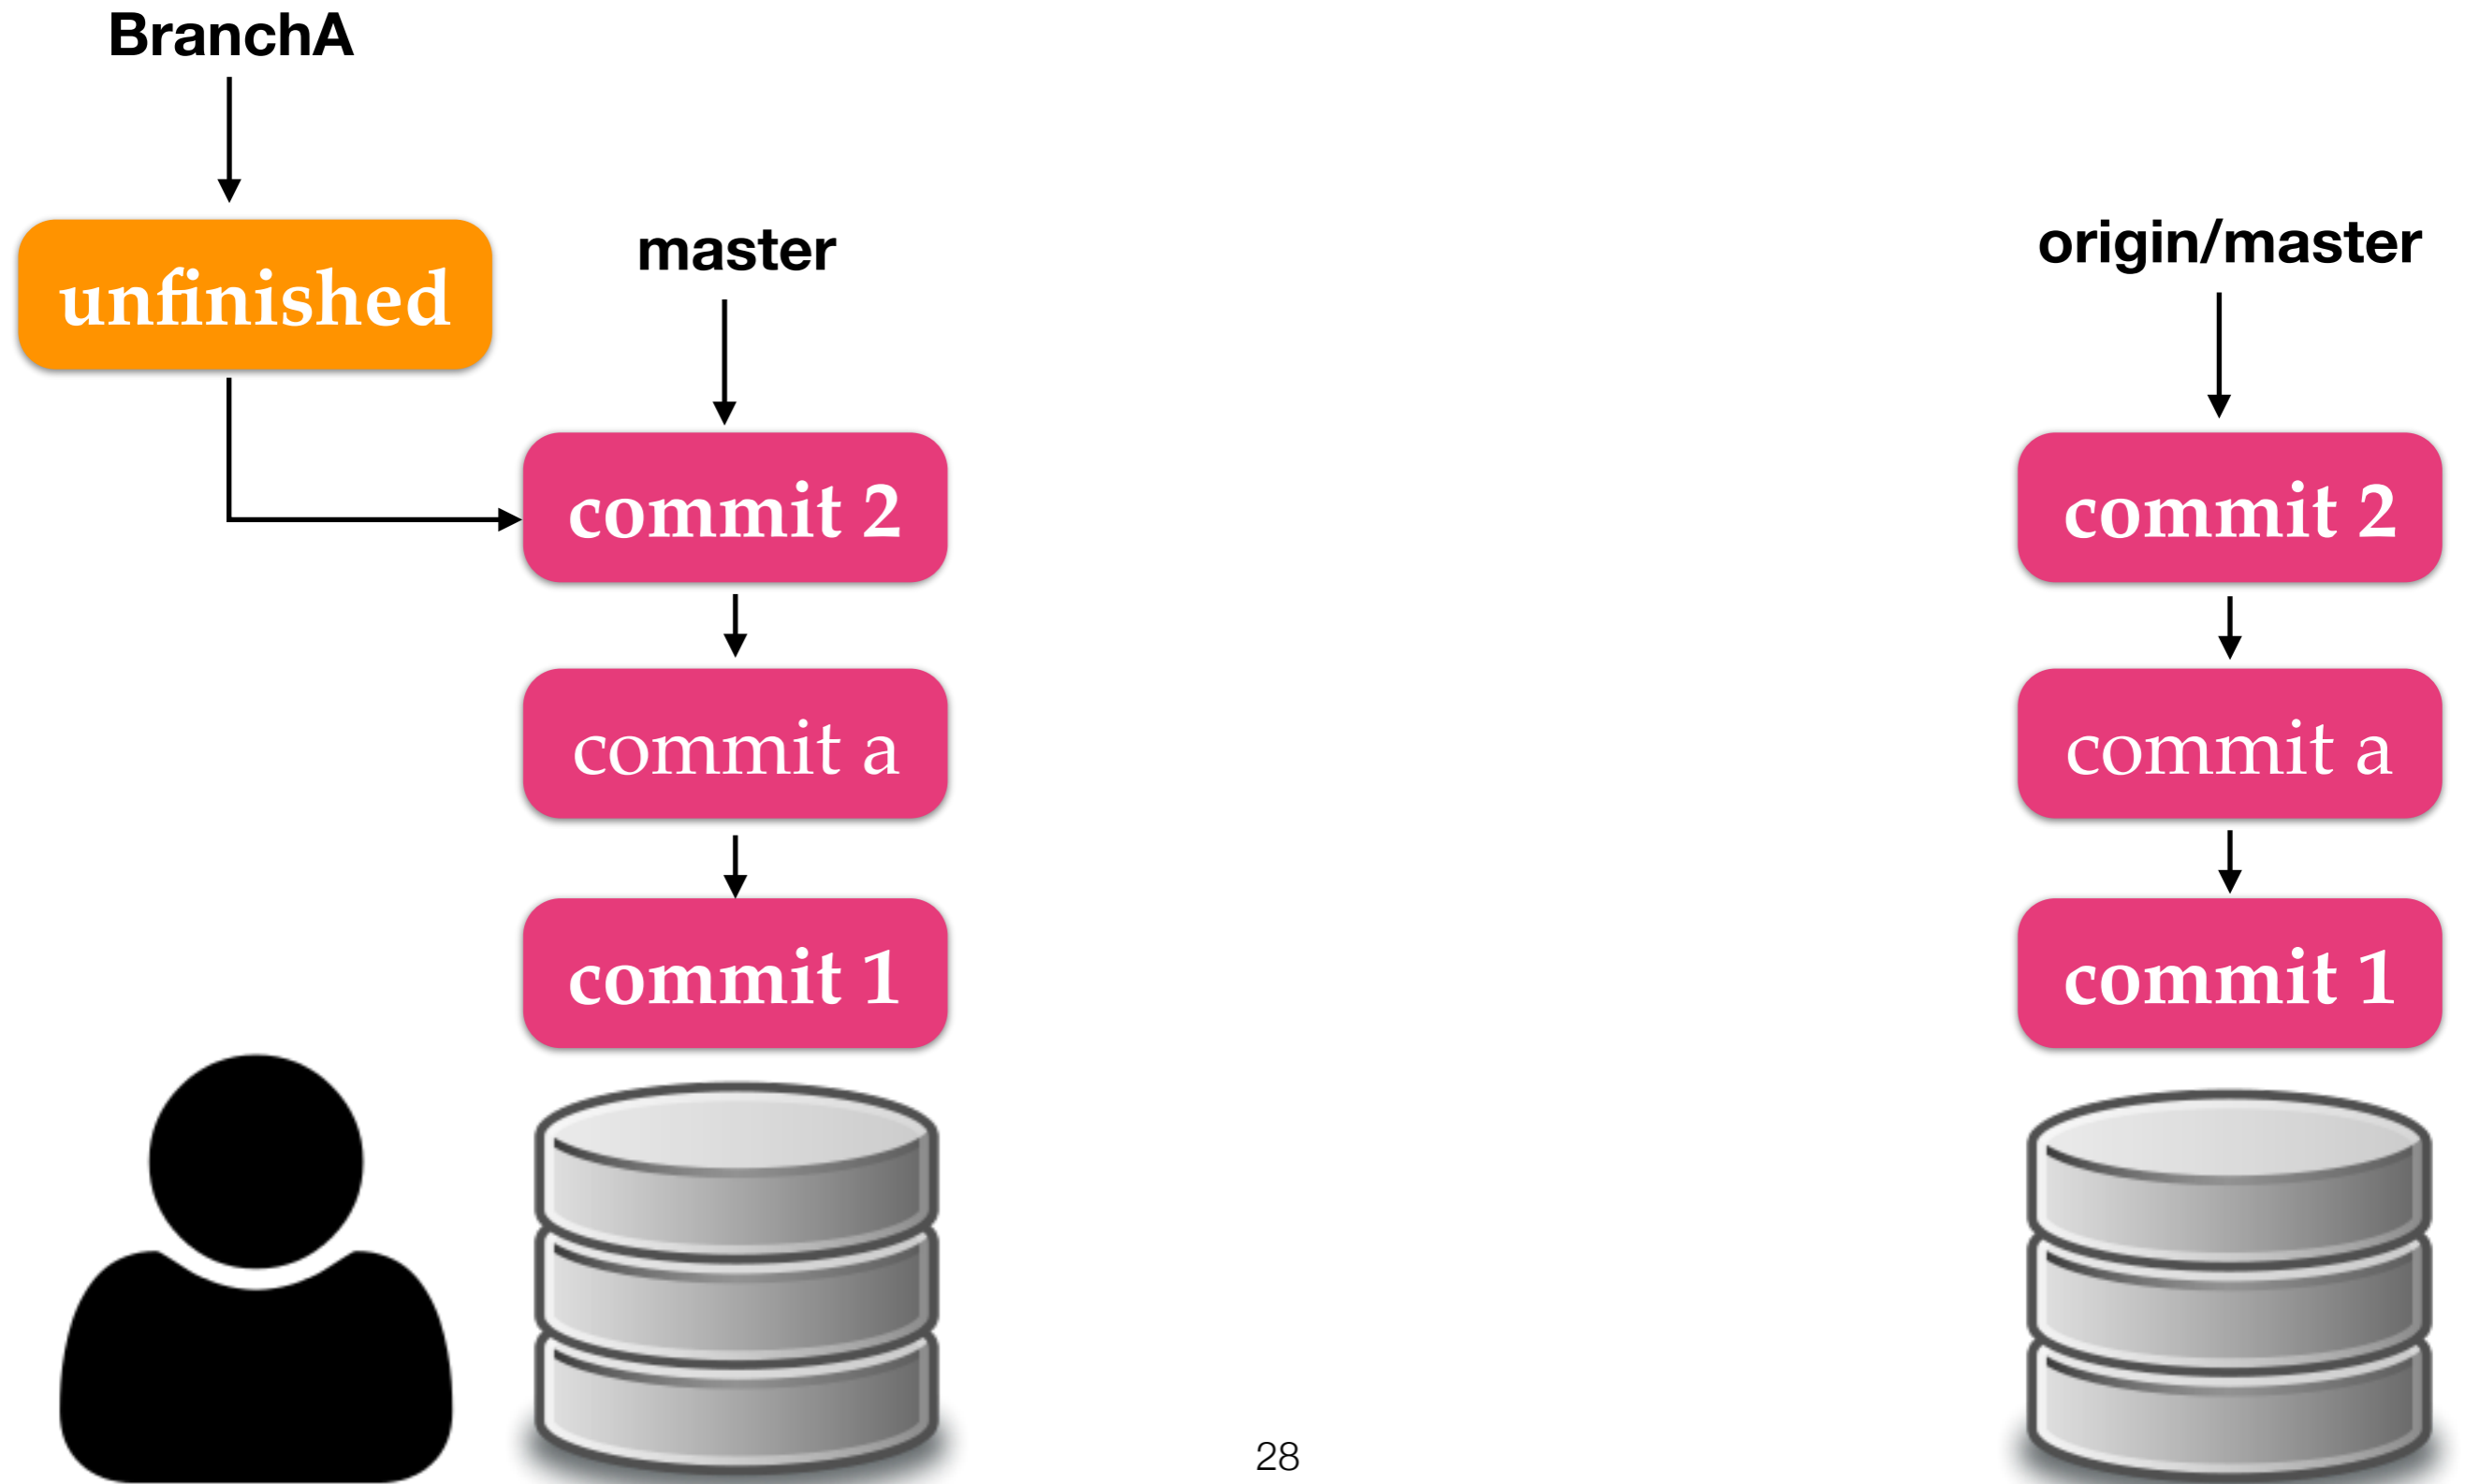 BranchA
unfinished
master
commit 2
commit a
commit 1
origin/master
commit 2
commit a
commit 1
28